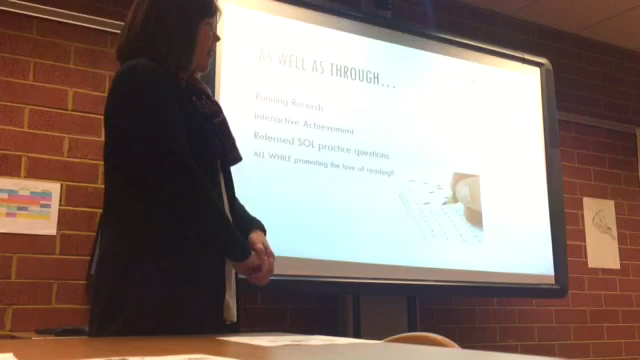 AS WELL AS THROUGH...
Running Records
Interactive Achievement
Released SOL practice questions
ALL WHILE promoting the love of reading!!